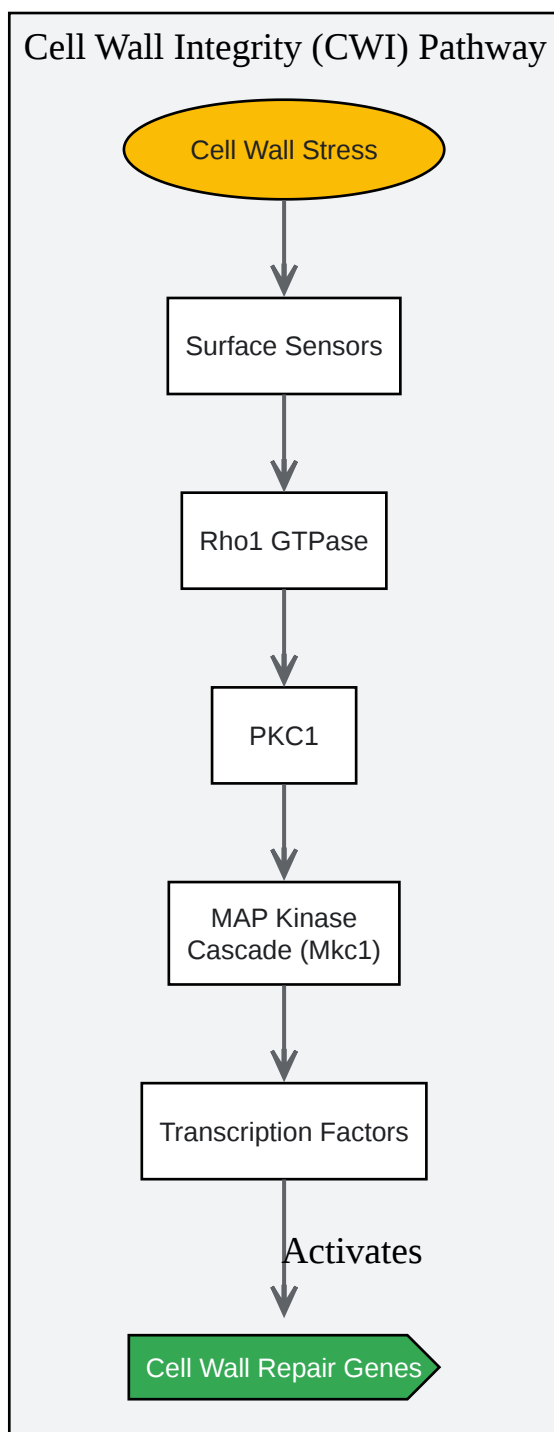 Cell Wall Integrity (CWI) Pathway
Cell Wall Stress
Surface Sensors
Rho1 GTPase
PKC1
MAP Kinase
Cascade (Mkc1)
Transcription Factors
Activates
Cell Wall Repair Genes